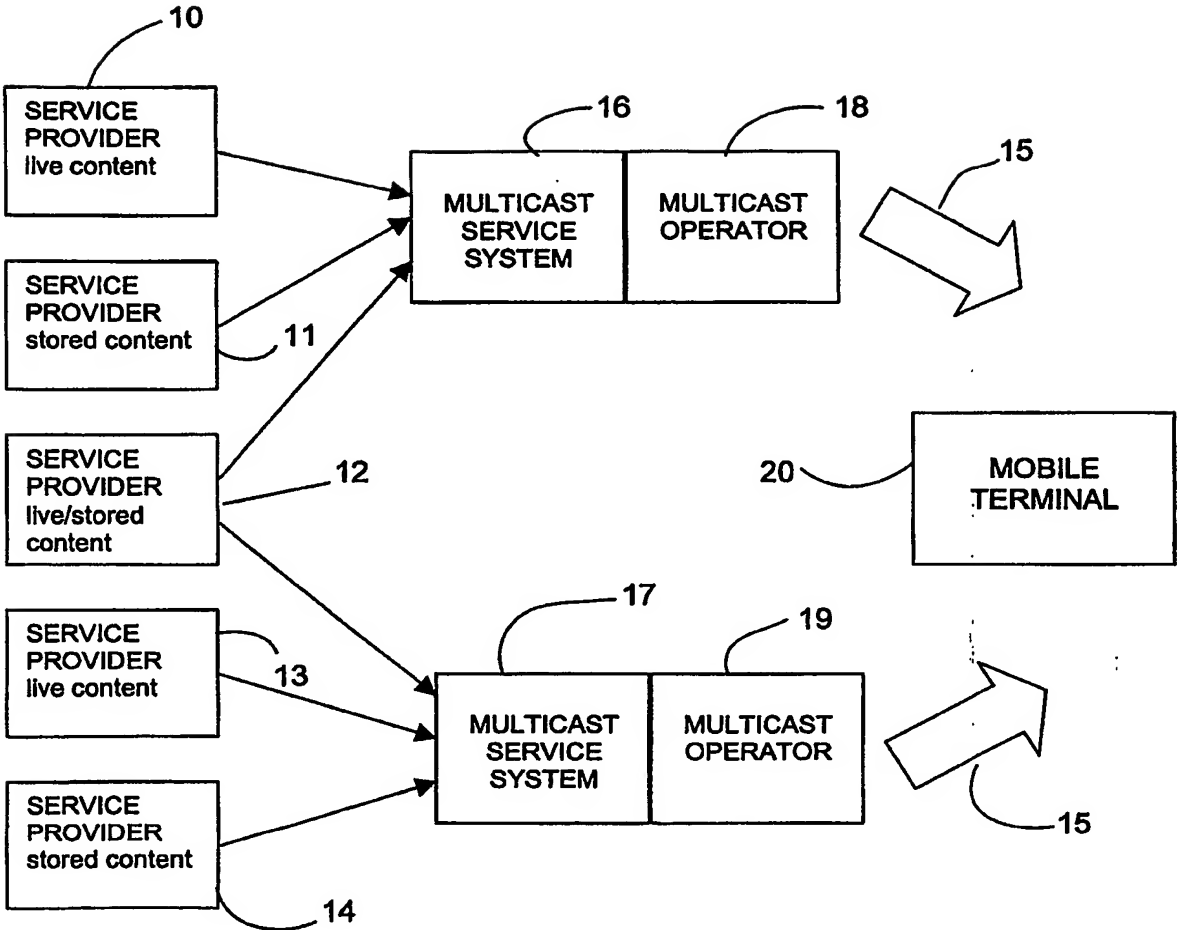 10
SERVICE
PROVIDER
live content
16
18
15
MULTICAST
SERVICE
SYSTEM
MULTICAST
OPERATOR
SERVICE
PROVIDER
stored content
11
SERVICE
PROVIDER
live/stored
content
12
20
MOBILE
TERMINAL
SERVICE
PROVIDER
live content
13
17
19
MULTICAST
SERVICE
SYSTEM
MULTICAST
OPERATOR
15
SERVICE
PROVIDER
stored content
14